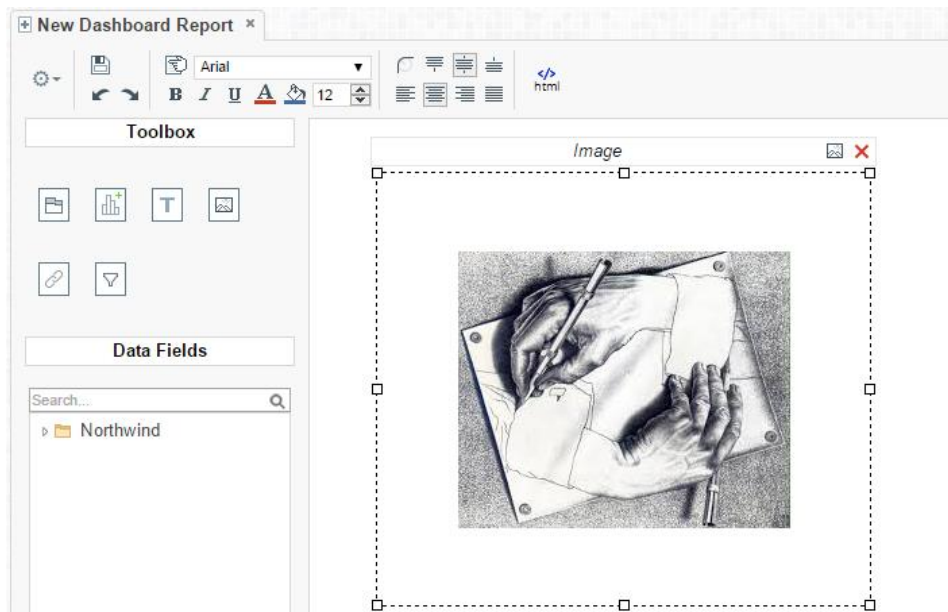 New Dashboard Report
Arial
B I U A 12
</>
html
Toolbox
T
Data Fields
Search...
Northwind
Image